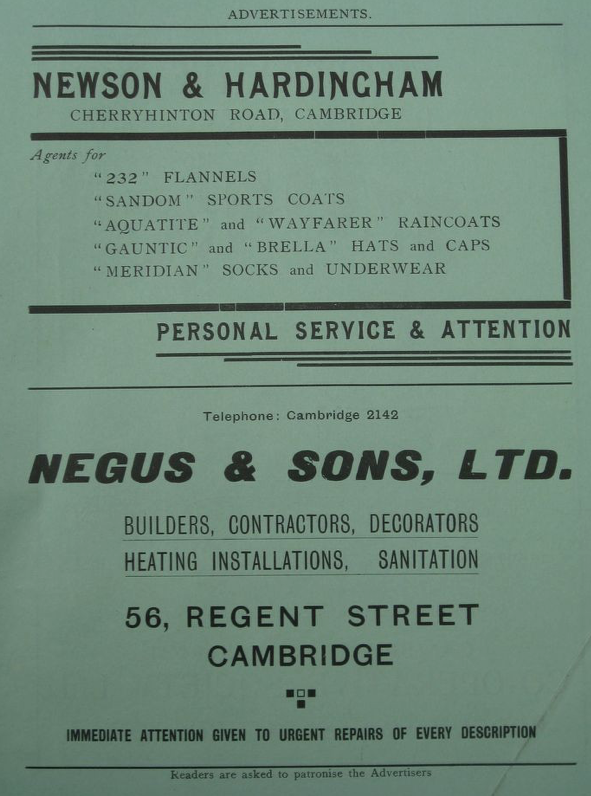 ADVERTISEMENTS.
NEWSON & HARDINGHAM
CHERRYHINTON ROAD, CAMBRIDGE
Agents for
"232" FLANNELS
"SANDOM" SPORTS COATS
"AQUATITE" and "WAYFARER" RAINCOATS
"GAUNTIC" and "BRELLA" HATS and CAPS
"MERIDIAN" SOCKS and UNDERWEAR
PERSONAL SERVICE & ATTENTION
Telephone: Cambridge 2142
NEGUS & SONS, LTD.
BUILDERS, CONTRACTORS, DECORATORS
HEATING INSTALLATIONS, SANITATION
56, REGENT STREET
CAMBRIDGE
IMMEDIATE ATTENTION GIVEN TO URGENT REPAIRS OF EVERY DESCRIPTION
Readers are asked to patronise the Advertisers